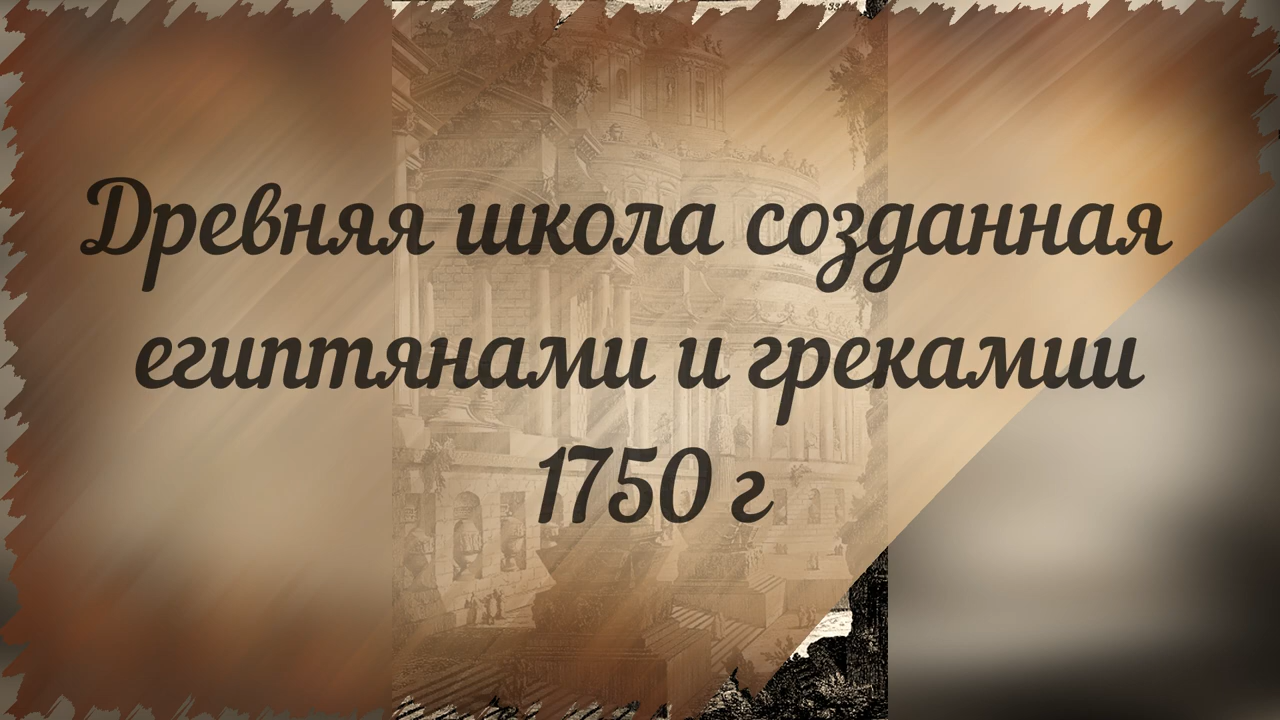 Древняя школа созданная
египтянами и грекамии
1750 г